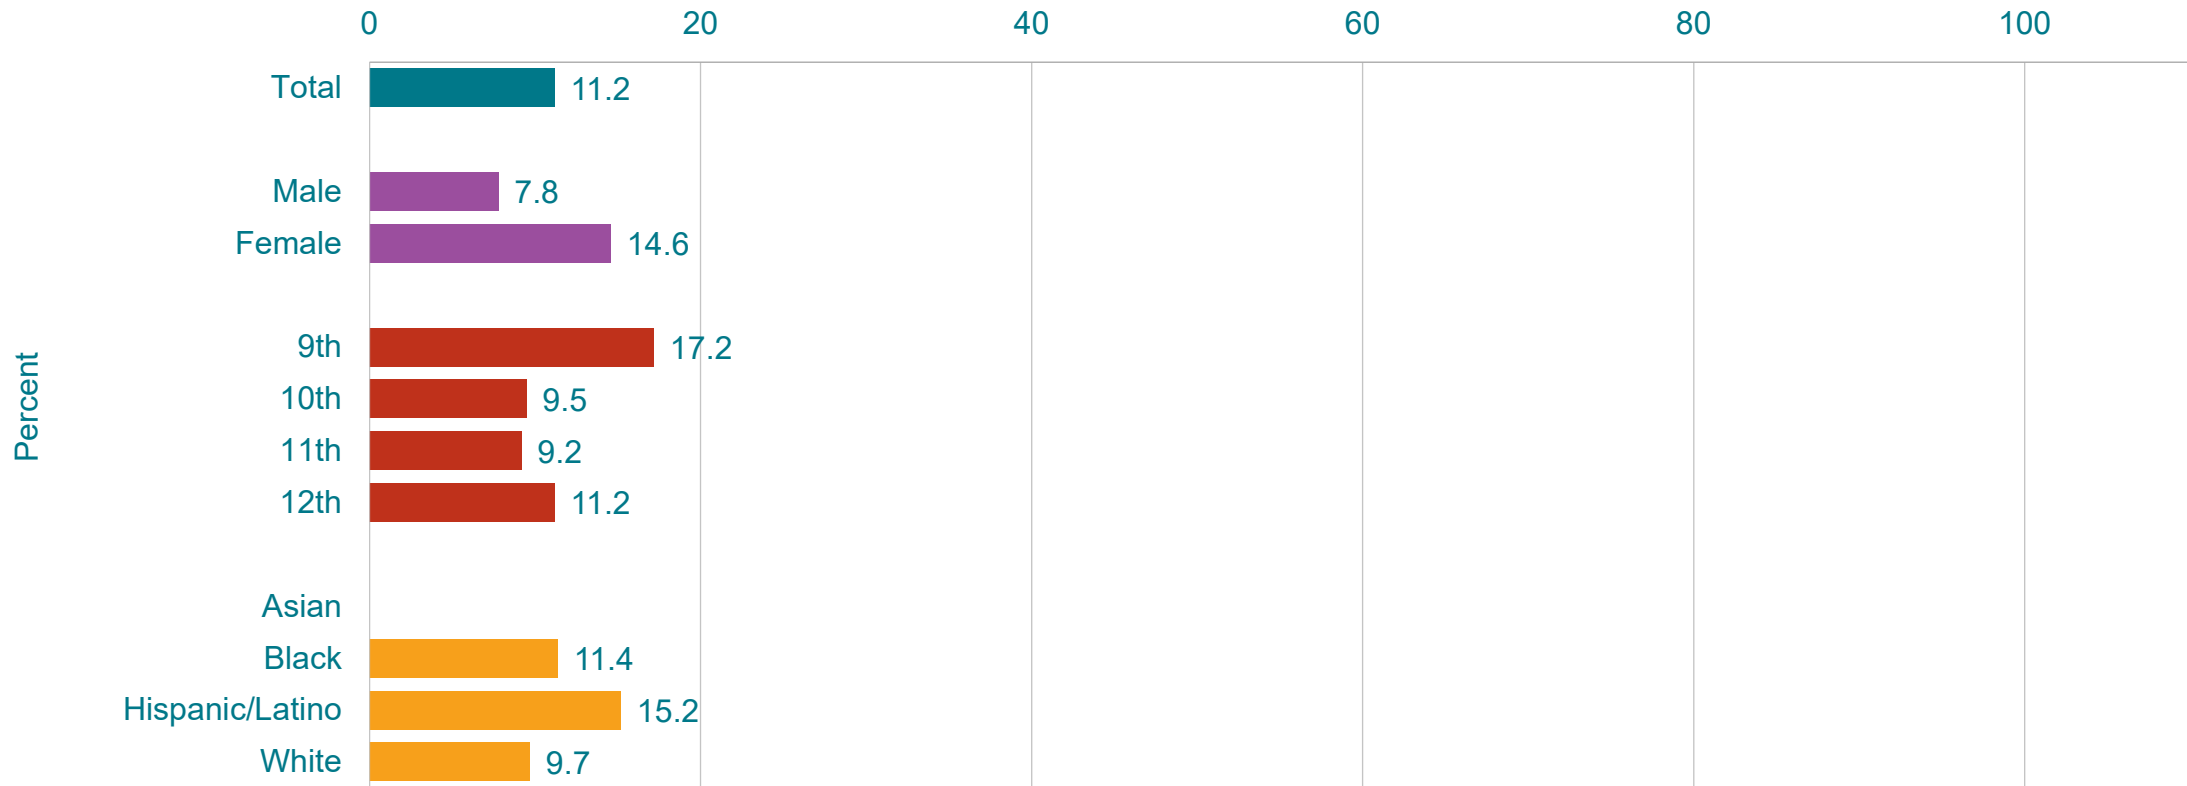 0 20 40 60 80 100
Total 11.2
Male 7.8
Female 14.6
9th 17.2
10th 9.5
11th 9.2
12th 11.2
Asian
Black 11.4
Hispanic/Latino 15.2
White 9.7
Percent